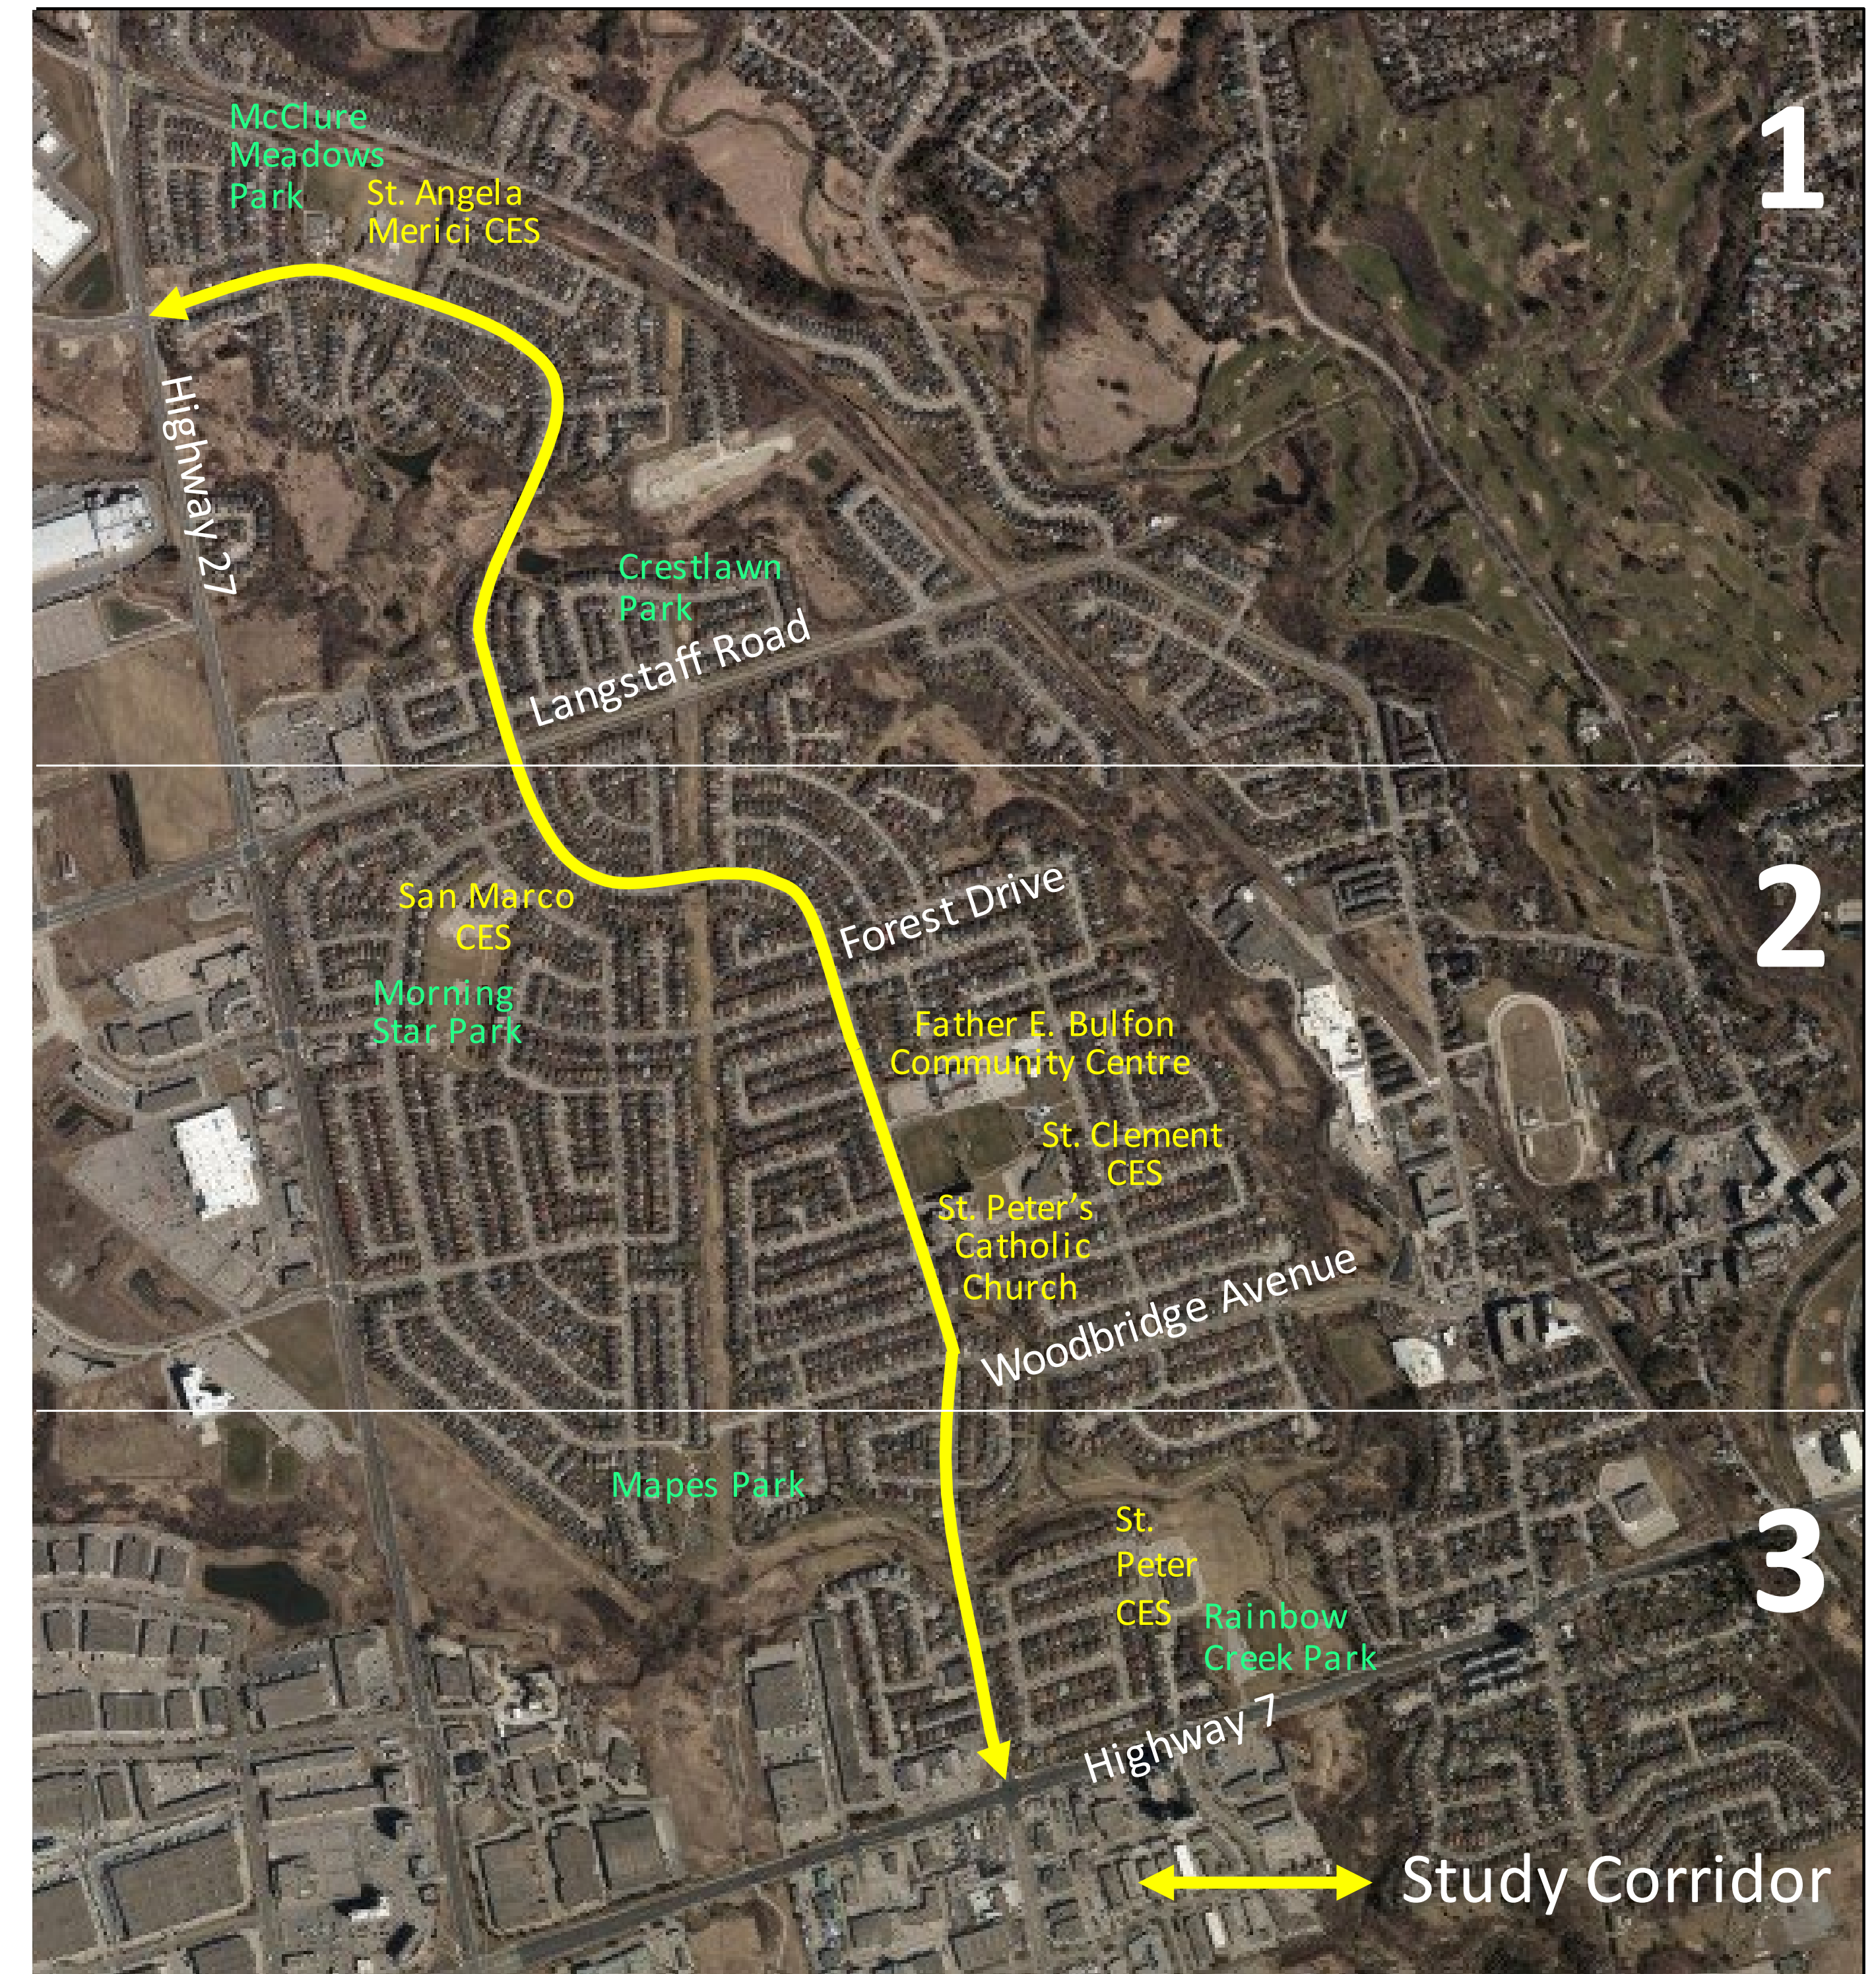 1
McClure
Meadows
Park
St. Angela
Merici CES
Highway 27
Crestlawn
Park
Langstaff Road
2
San Marco
CES
Forest Drive
Morning
Star Park
Father E. Bulfon
Community Centre
St. Clement
CES
St. Peter’s
Catholic
Church
Woodbridge Avenue
3
Mapes Park
St.
Peter
CES
Rainbow
Creek Park
Highway 7
Study Corridor